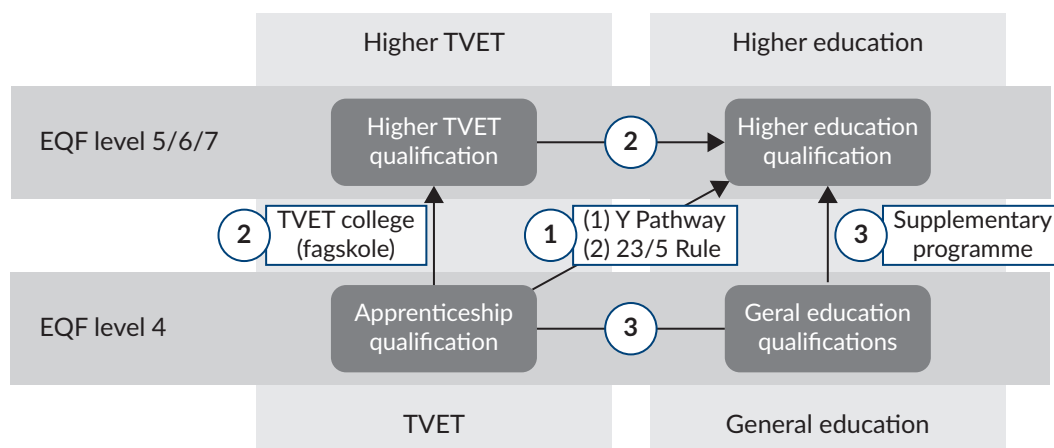 Higher TVET
Higher education
EQF level 5/6/7
Higher TVET
qualification
2
Higher education
qualification
2
TVET college
(fagskole)
1
(1) Y Pathway
(2) 23/5 Rule
3
Supplementary
programme
EQF level 4
Apprenticeship
qualification
3
Geral education
qualifications
TVET
General education